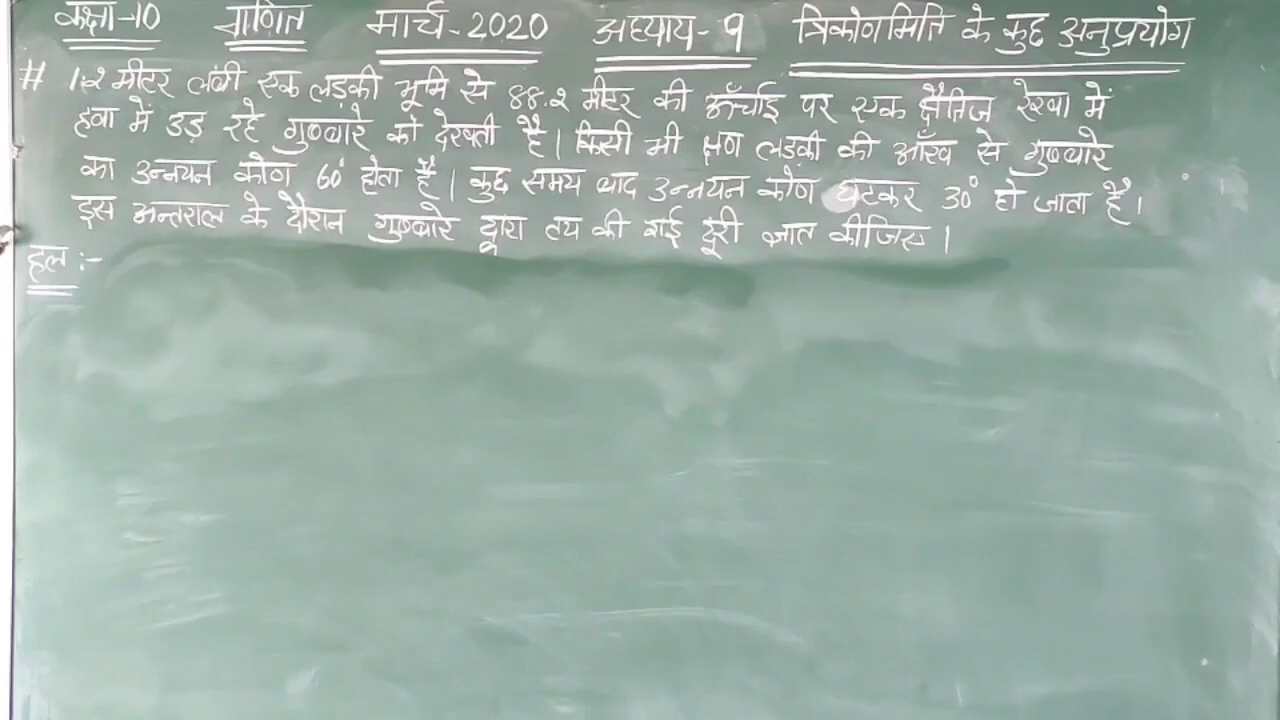 कक्षा-10 गणित मार्च-2020 अध्याय-9 त्रिकोणमिति के कुछ अनुप्रयोग
# 1.2 मीटर लंबी एक लड़की भूमि से 88.2 मीटर की ऊँचाई पर एक क्षैतिज रेखा में
हवा में उड़ रहे गुब्बारे को देखती है। किसी भी क्षण लड़की की आँख से गुब्बारे
का उन्नयन कोण 60° होता है। कुछ समय बाद उन्नयन कोण घटकर 30° हो जाता है।
इस अन्तराल के दौरान गुब्बारे द्वारा तय की गई दूरी ज्ञात कीजिए।
हल :-